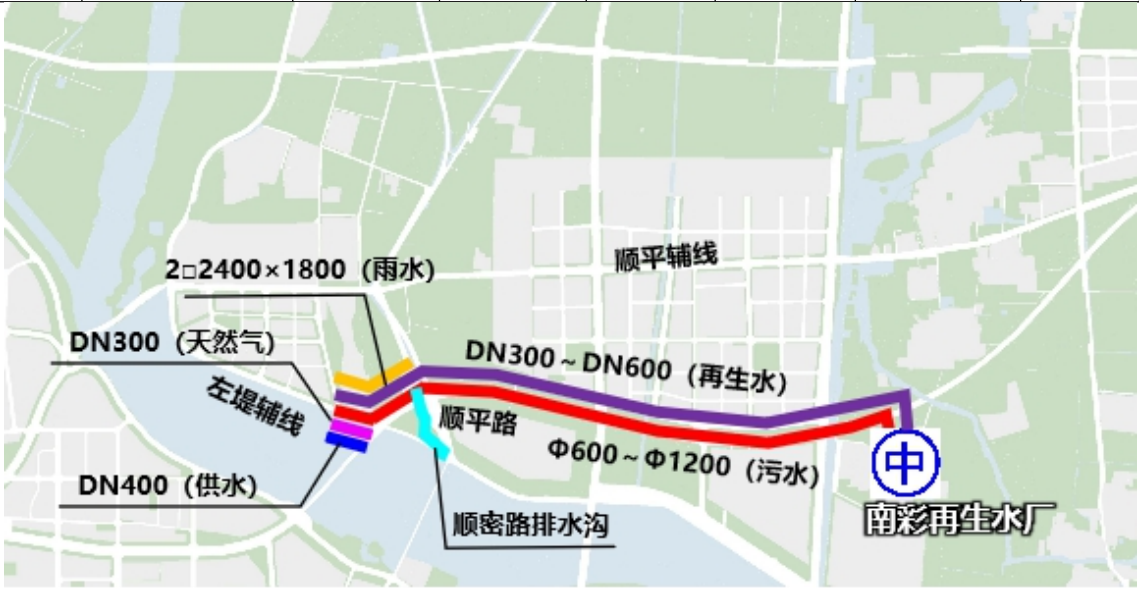 顺平辅线
2□2400×1800（雨水）
DN300（天然气）
DN300～DN600（再生水）
左堤辅线
顺平路
Φ600～Φ1200（污水）
中
DN400（供水）
南彩再生水厂
顺密路排水沟